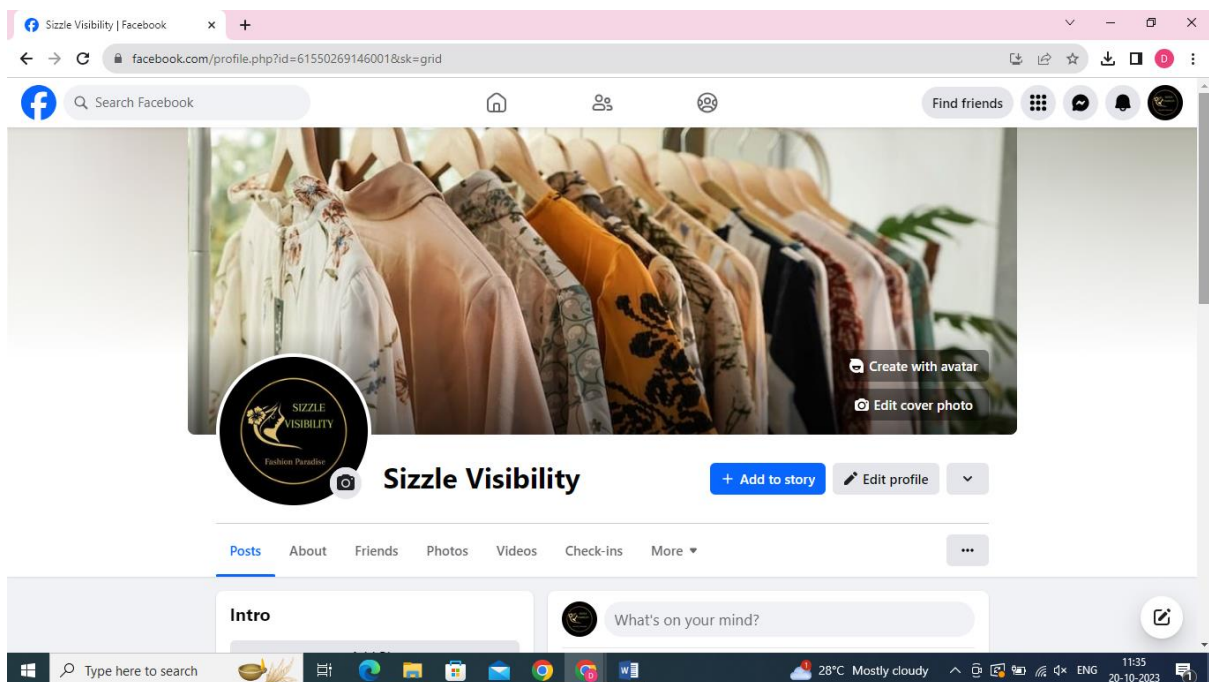 Sizzle Visibility | Facebook
facebook.com/profile.php?id=61550269146001&sk=grid
D
Search Facebook
Find friends
Create with avatar
Edit cover photo
SIZZLE
VISIBILITY
Fashion Paradise
Sizzle Visibility
+ Add to story
Edit profile
Posts About Friends Photos Videos Check-ins More
Intro
What's on your mind?
Type here to search
28°C Mostly cloudy
ENG
11:35
20-10-2023